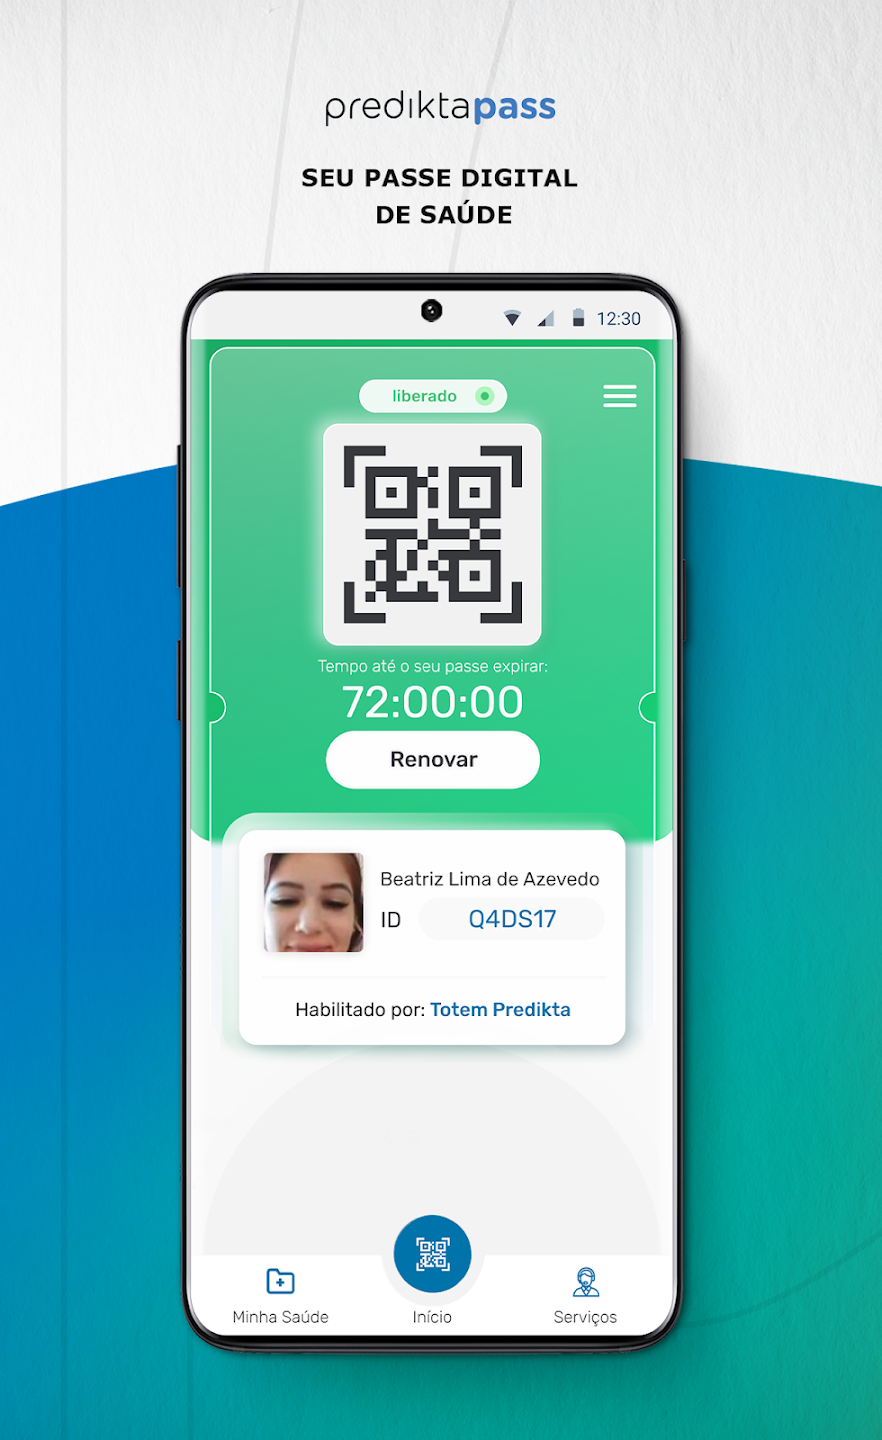 prediktapass
SEU PASSE DIGITAL
DE SAÚDE
12:30
liberado
Tempo até o seu passe expirar:
72:00:00
Renovar
Beatriz Lima de Azevedo
ID Q4DS17
Habilitado por: Totem Predikta
Minha Saúde
Início
Serviços